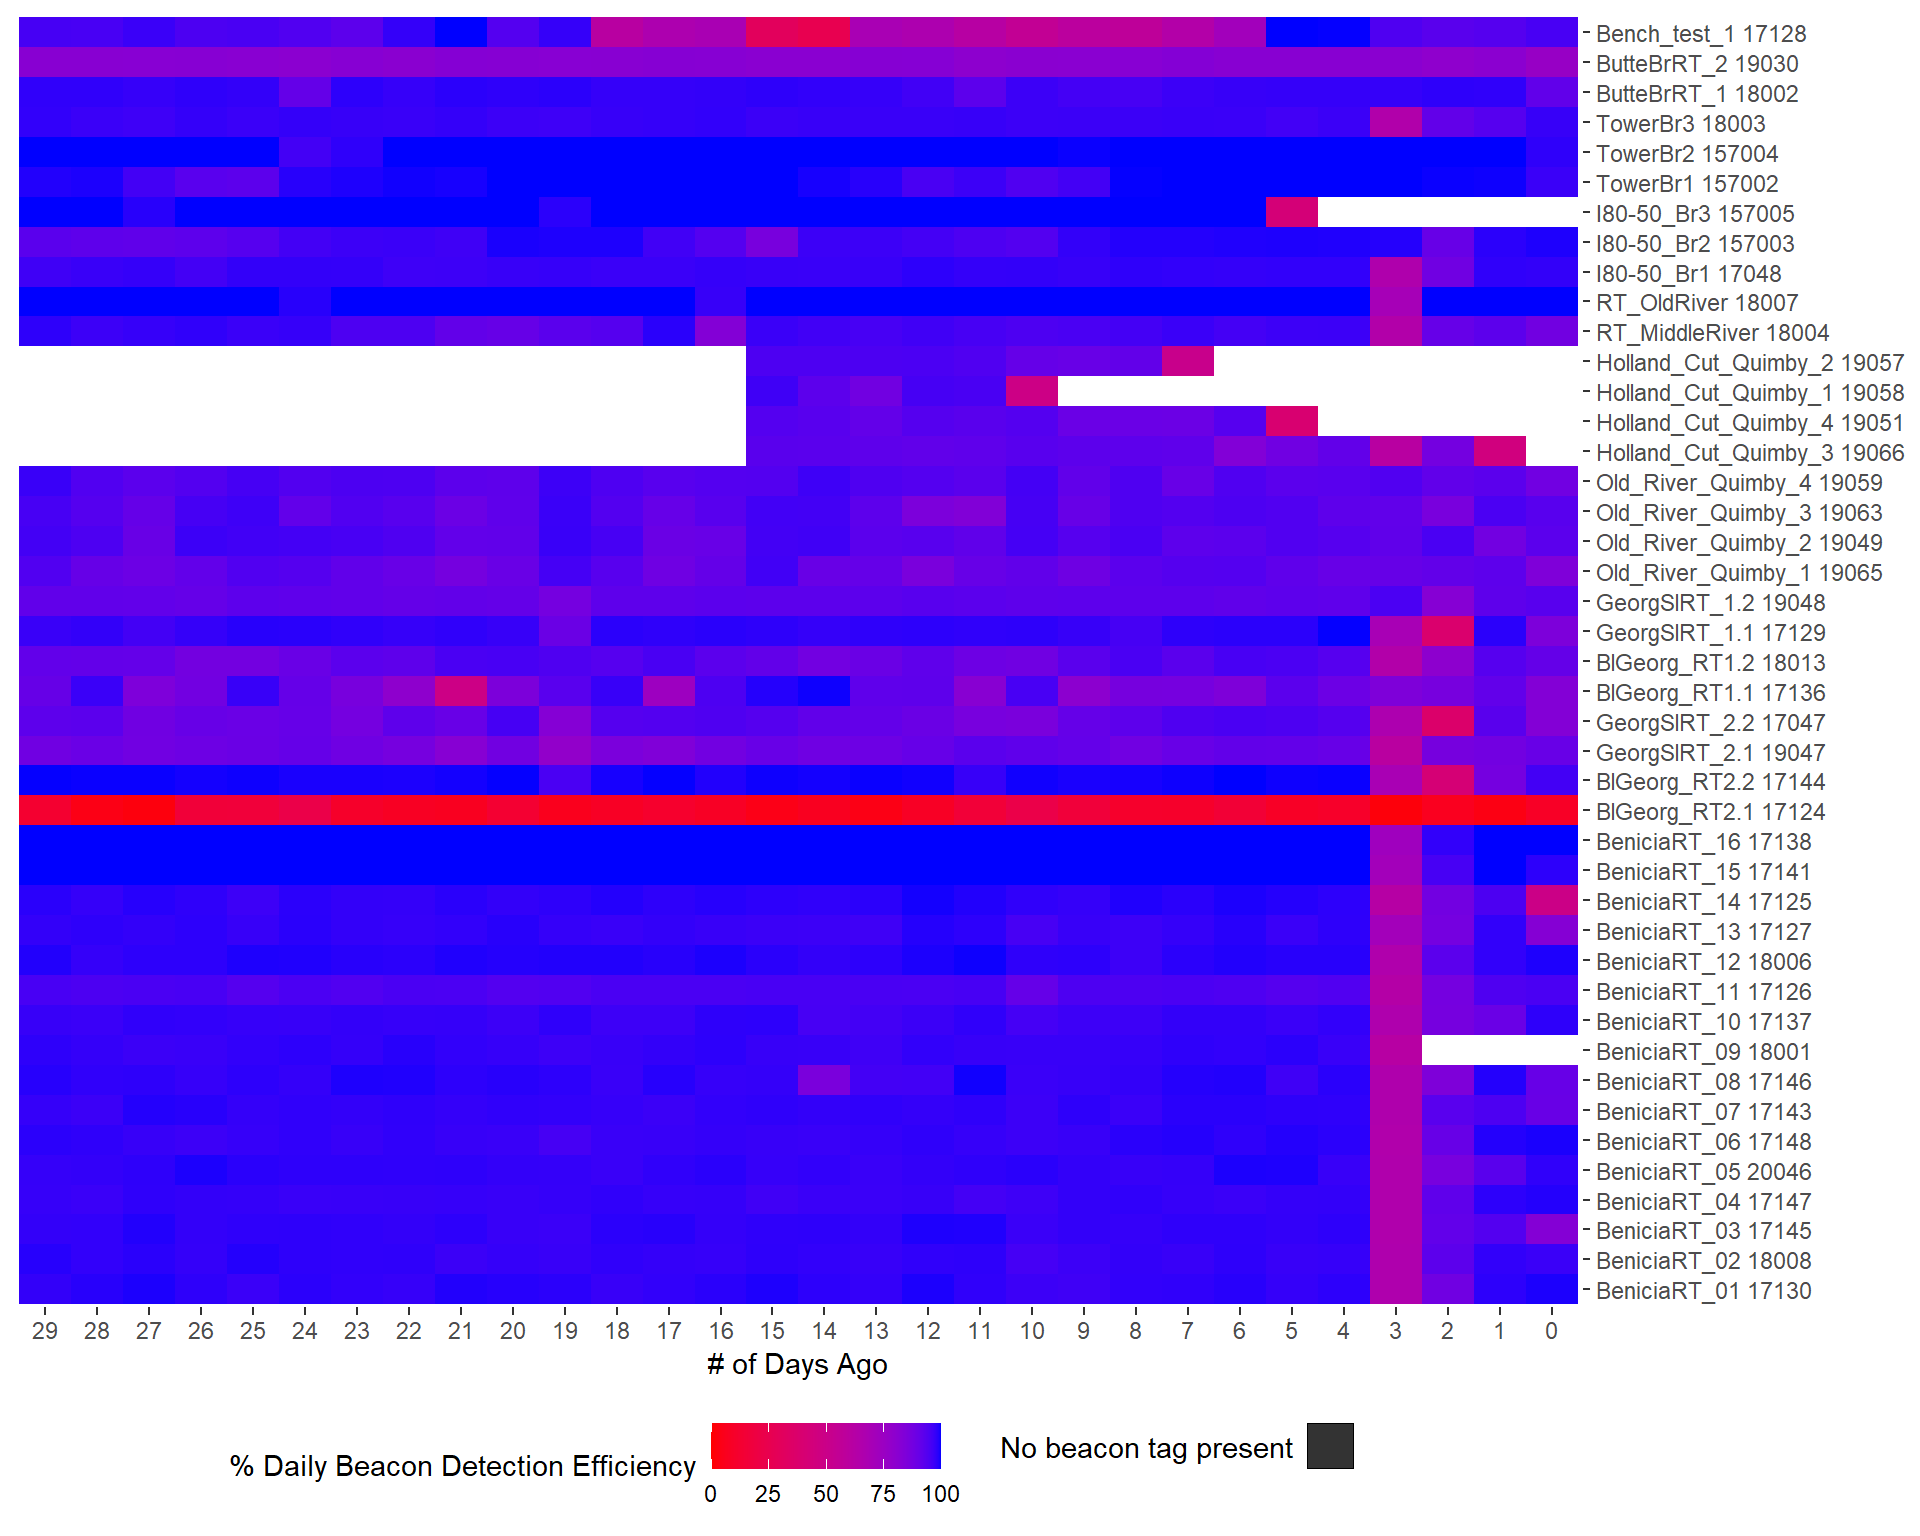 Bench_test_1 17128
ButteBrRT_2 19030
ButteBrRT_1 18002
TowerBr3 18003
TowerBr2 157004
TowerBr1 157002
I80-50_Br3 157005
I80-50_Br2 157003
I80-50_Br1 17048
RT_OldRiver 18007
RT_MiddleRiver 18004
Holland_Cut_Quimby_2 19057
Holland_Cut_Quimby_1 19058
Holland_Cut_Quimby_4 19051
Holland_Cut_Quimby_3 19066
Old_River_Quimby_4 19059
Old_River_Quimby_3 19063
Old_River_Quimby_2 19049
Old_River_Quimby_1 19065
GeorgSlRT_1.2 19048
GeorgSlRT_1.1 17129
BlGeorg_RT1.2 18013
BlGeorg_RT1.1 17136
GeorgSlRT_2.2 17047
GeorgSlRT_2.1 19047
BlGeorg_RT2.2 17144
BlGeorg_RT2.1 17124
BeniciaRT_16 17138
BeniciaRT_15 17141
BeniciaRT_14 17125
BeniciaRT_13 17127
BeniciaRT_12 18006
BeniciaRT_11 17126
BeniciaRT_10 17137
BeniciaRT_09 18001
BeniciaRT_08 17146
BeniciaRT_07 17143
BeniciaRT_06 17148
BeniciaRT_05 20046
BeniciaRT_04 17147
BeniciaRT_03 17145
BeniciaRT_02 18008
BeniciaRT_01 17130
29 28 27 26 25 24 23 22 21 20 19 18 17 16 15 14 13 12 11 10 9 8 7 6 5 4 3 2 1 0
# of Days Ago
% Daily Beacon Detection Efficiency
0 25 50 75 100
No beacon tag present